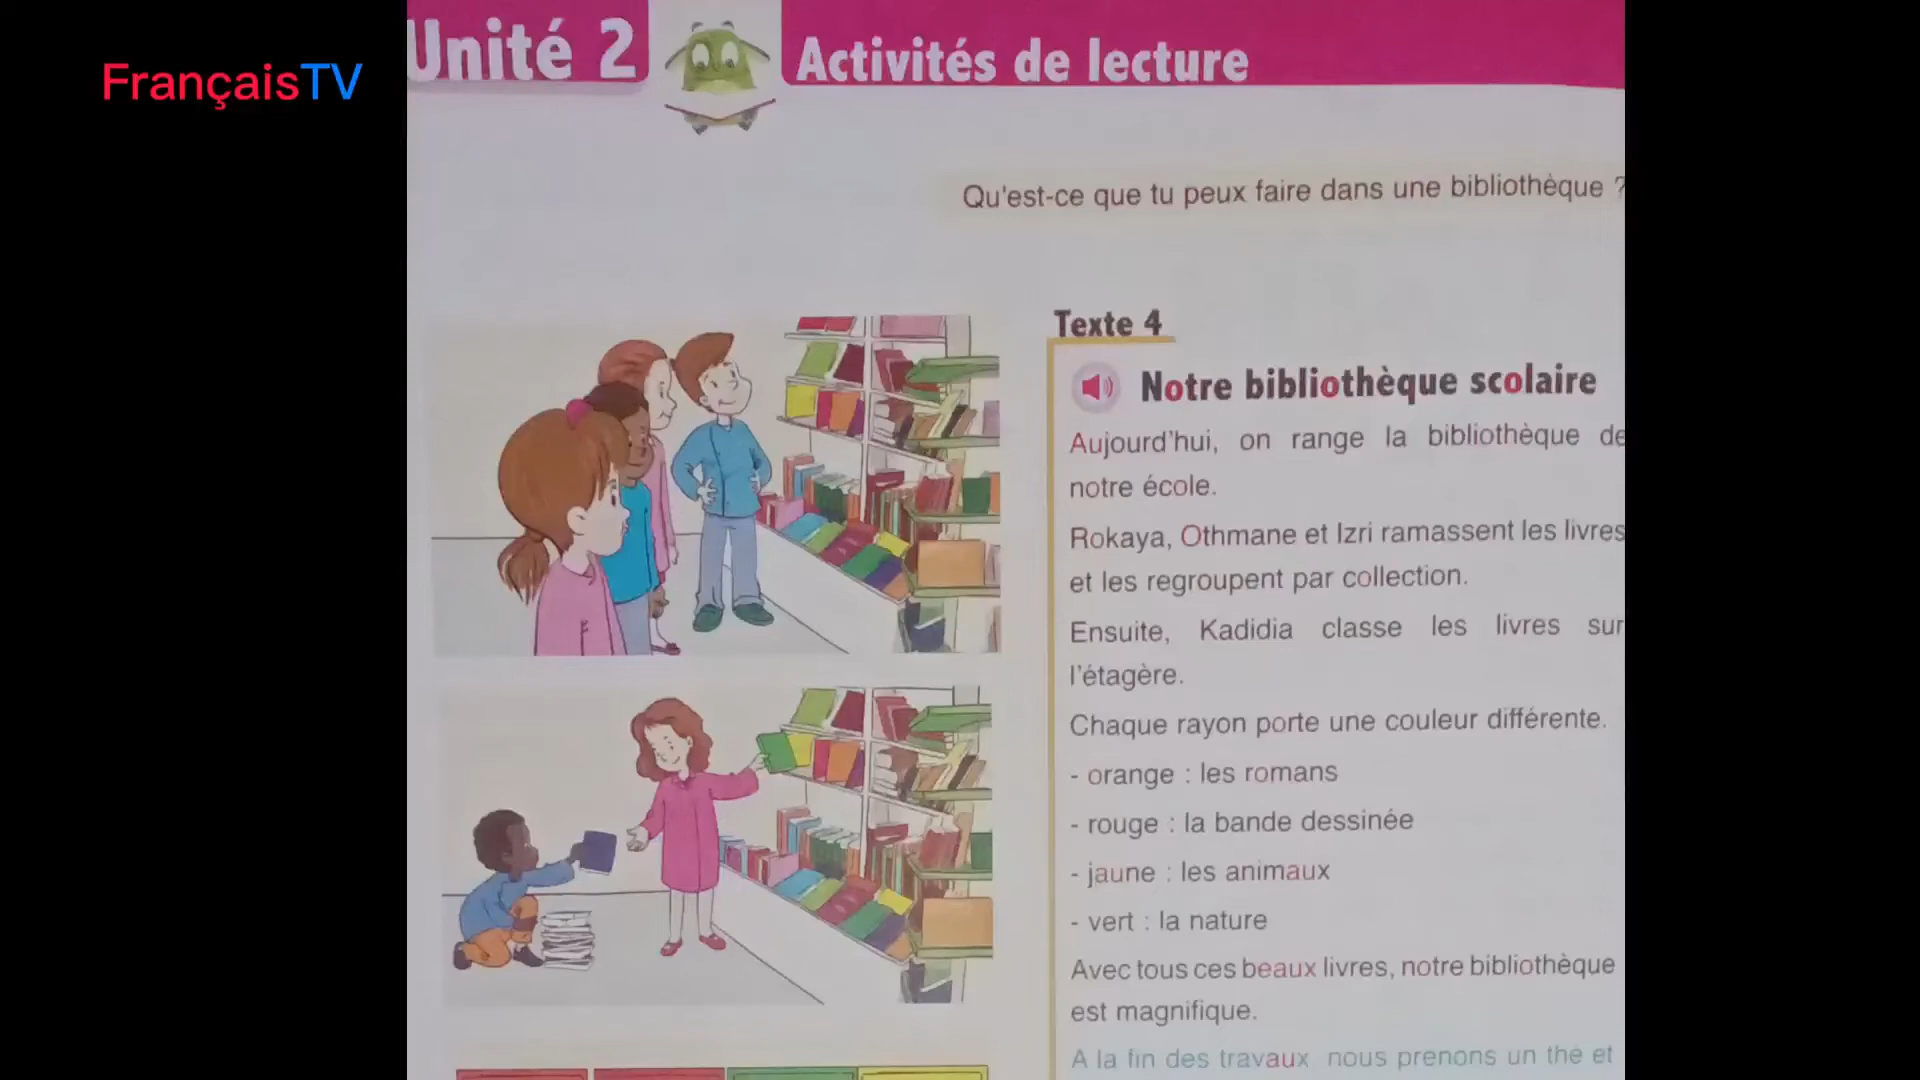 FrançaisTV
Unité 2
Activités de lecture
Qu'est-ce que tu peux faire dans une bibliothèque ?
Texte 4
Notre bibliothèque scolaire
Aujourd'hui, on range la bibliothèque de
notre école.
Rokaya, Othmane et Izri ramassent les livres
et les regroupent par collection.
Ensuite, Kadidia classe les livres sur
l'étagère.
Chaque rayon porte une couleur différente.
- orange : les romans
- rouge : la bande dessinée
- jaune : les animaux
- vert : la nature
Avec tous ces beaux livres, notre bibliothèque
est magnifique.
A la fin des travaux nous prenons un thé et